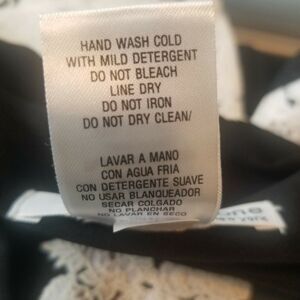 HAND WASH COLD
WITH MILD DETERGENT
DO NOT BLEACH
LINE DRY
DO NOT IRON
DO NOT DRY CLEAN/
LAVAR A MANO
CON AGUA FRIA
CON DETERGENTE SUAVE
NO USAR BLANQUEADOR
SECAR COLGADO
NO PLANCHAR
NO LAVAR EN SECO